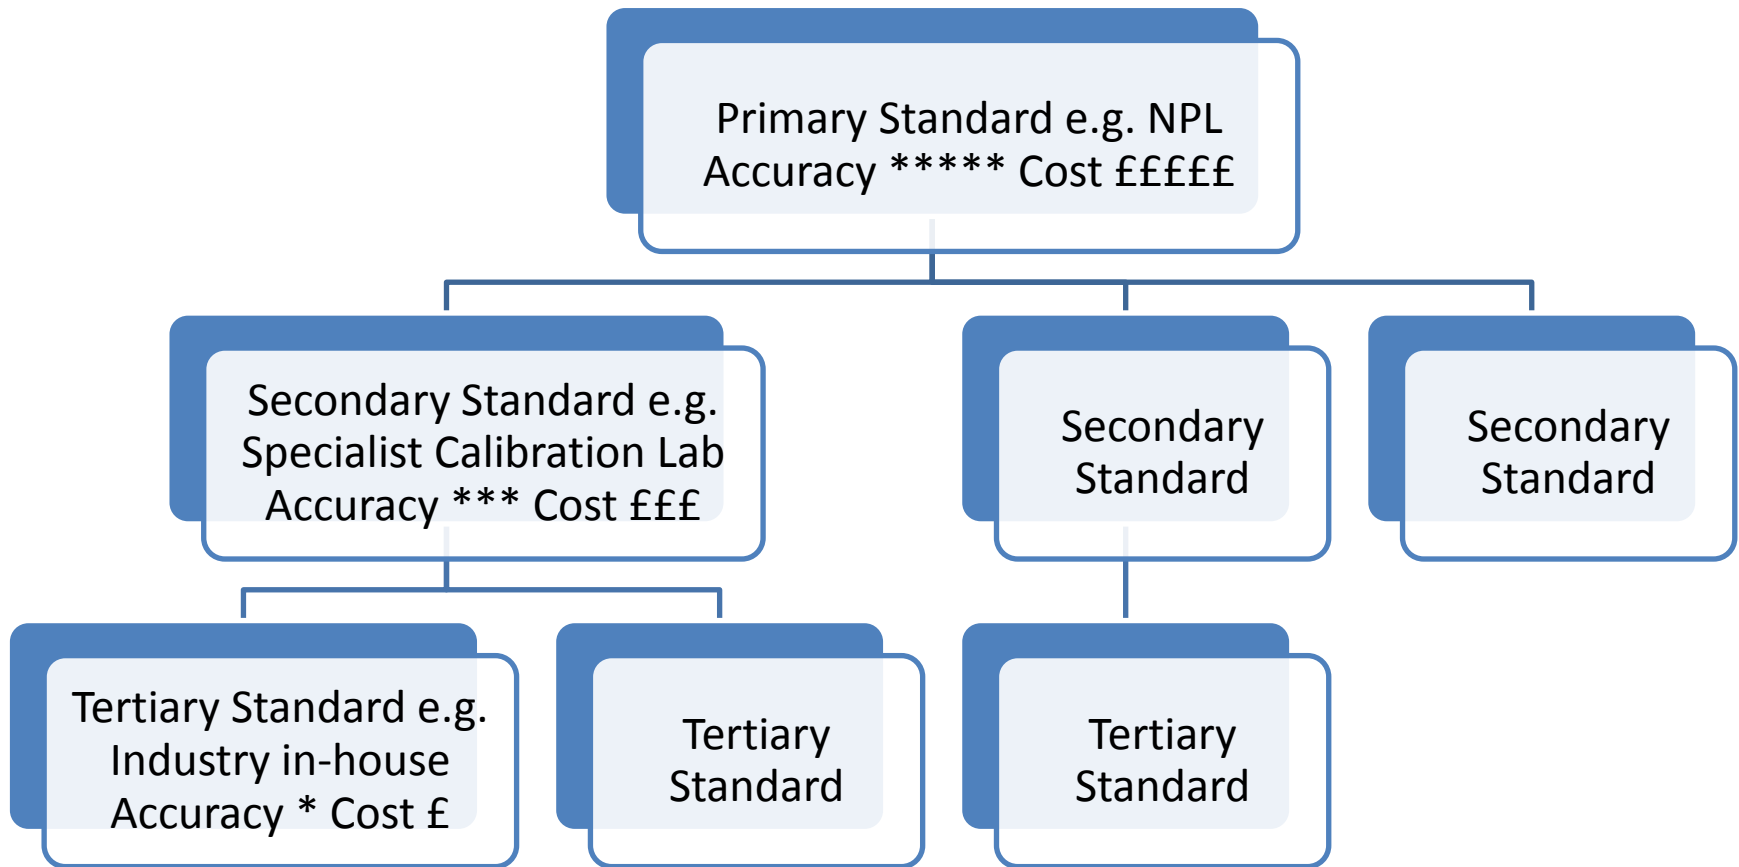 Primary Standard e.g. NPL
Accuracy ***** Cost £££££
Secondary Standard e.g.
Specialist Calibration Lab
Accuracy *** Cost £££
Secondary
Standard
Secondary
Standard
Tertiary Standard e.g.
Industry in-house
Accuracy * Cost £
Tertiary
Standard
Tertiary
Standard